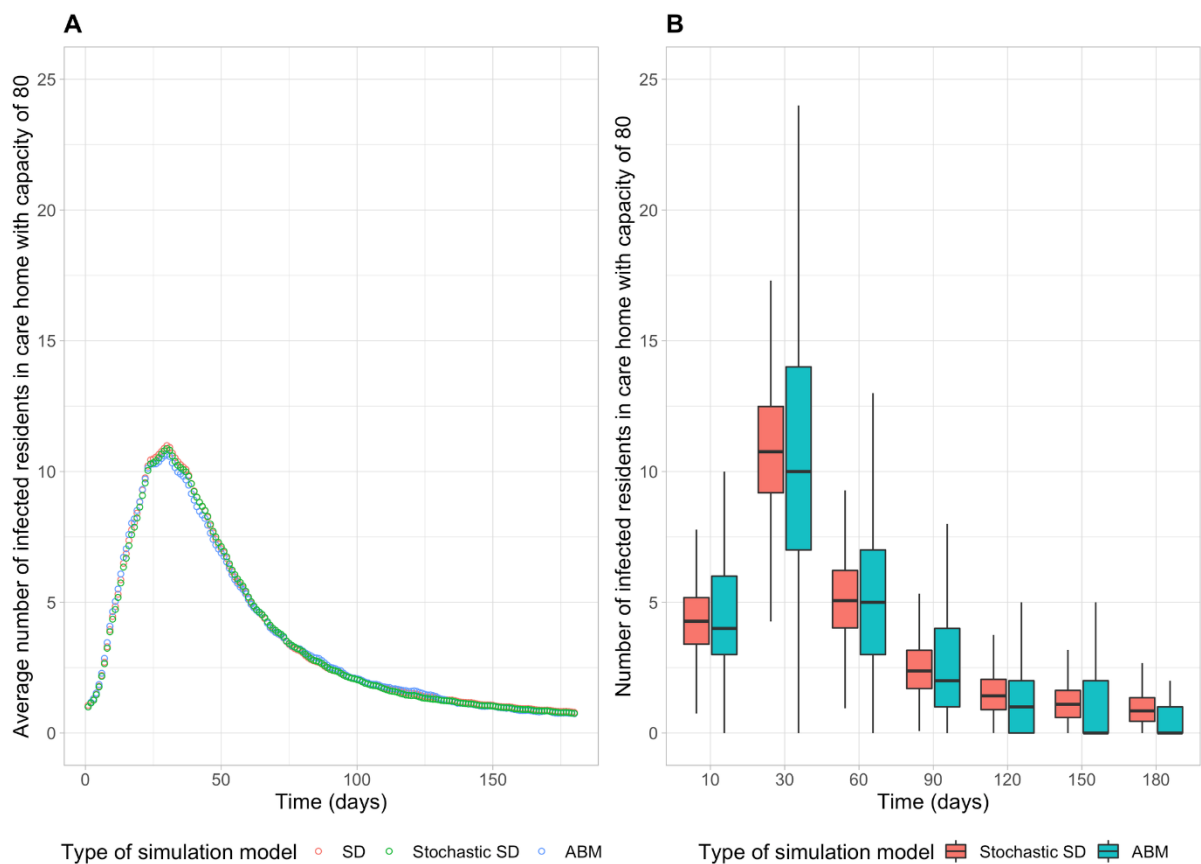 A
Average number of infected residents in care home with capacity of 80
25
20
15
10
5
0
0 50 100 150
Time (days)
Type of simulation model SD Stochastic SD ABM
B
Number of infected residents in care home with capacity of 80
25
20
15
10
5
0
10 30 60 90 120 150 180
Time (days)
Type of simulation model Stochastic SD ABM